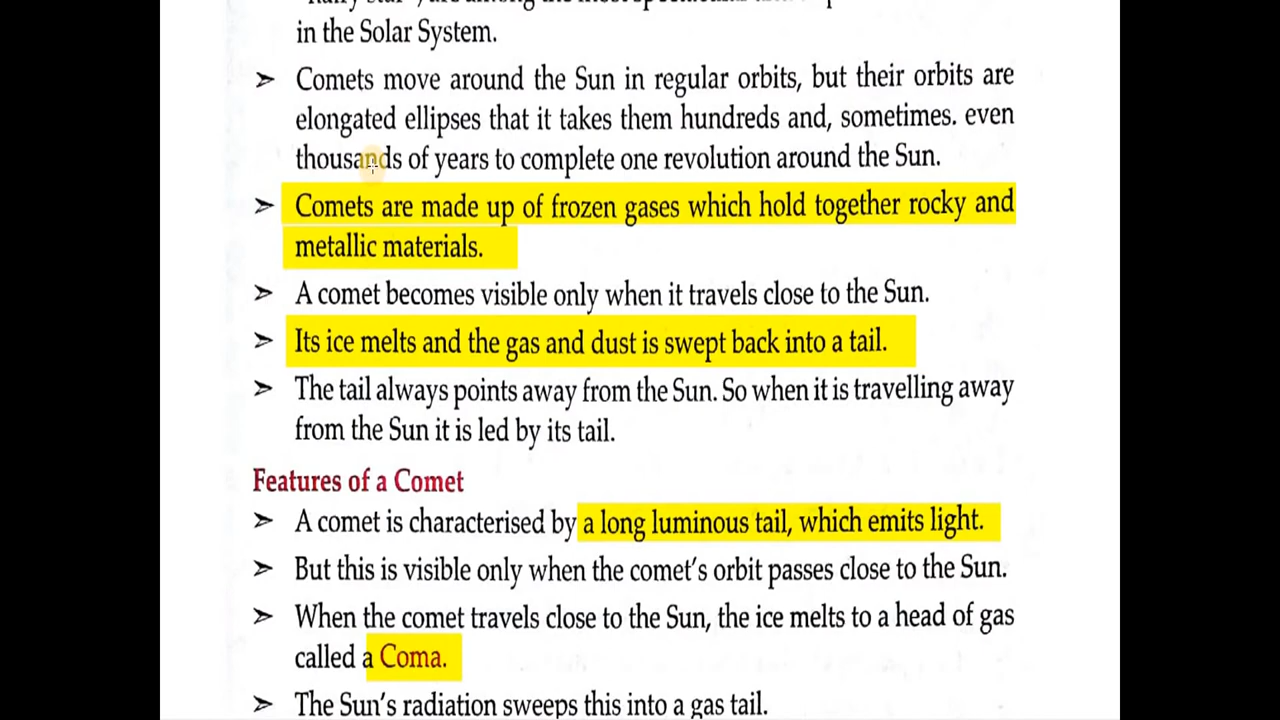 in the Solar System.
➢ Comets move around the Sun in regular orbits, but their orbits are
elongated ellipses that it takes them hundreds and, sometimes. even
thousands of years to complete one revolution around the Sun.
➢ Comets are made up of frozen gases which hold together rocky and
metallic materials.
➢ A comet becomes visible only when it travels close to the Sun.
➢ Its ice melts and the gas and dust is swept back into a tail.
➢ The tail always points away from the Sun. So when it is travelling away
from the Sun it is led by its tail.
Features of a Comet
➢ A comet is characterised by a long luminous tail, which emits light.
➢ But this is visible only when the comet's orbit passes close to the Sun.
➢ When the comet travels close to the Sun, the ice melts to a head of gas
called a Coma.
➢ The Sun's radiation sweeps this into a gas tail.